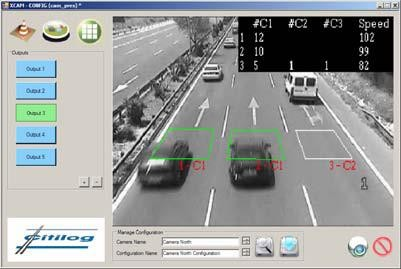 XCAM - CONFIG (cam_pres) *
Outputs
Output 1
Output 2
Output 3
Output 4
Output 5
+ -
#C1 #C2 #C3 Speed
1 12 102
2 10 99
3 5 1 1 82
1 - C1
1 - C1
3 - C2
1
Citilog
Manage Configuration
Camera Name Camera North
Configuration Name Camera North Configuration